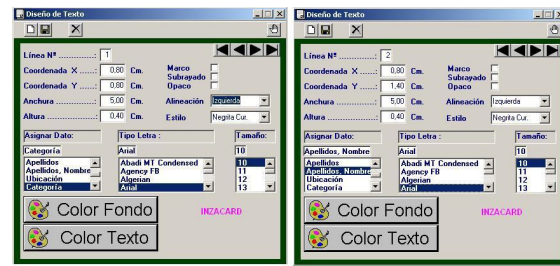 Diseño de Texto
Línea Nº ..............: 1
Coordenada X .....: 0,80 Cm. Marco
Subrayado
Coordenada Y .....: 0,80 Cm. Opaco
Anchura ..............: 5,00 Cm. Alineación Izquierda
Altura ..................: 0,40 Cm. Estilo Negrita Cur.
Asignar Dato: Tipo Letra : Tamaño:
Categoría Arial 10
Apellidos Abadi MT Condensed 10
Apellidos, Nombre Agency FB 11
Ubicación Algerian 12
Categoría Arial 13
Color Fondo INZACARD
Color Texto
Diseño de Texto
Línea Nº ..............: 2
Coordenada X .....: 0,80 Cm. Marco
Subrayado
Coordenada Y .....: 1,40 Cm. Opaco
Anchura ..............: 5,00 Cm. Alineación Izquierda
Altura ..................: 0,40 Cm. Estilo Negrita Cur.
Asignar Dato: Tipo Letra : Tamaño:
Apellidos, Nombre Arial 10
Apellidos Abadi MT Condensed 10
Apellidos, Nombre Agency FB 11
Ubicación Algerian 12
Categoría Arial 13
Color Fondo INZACARD
Color Texto